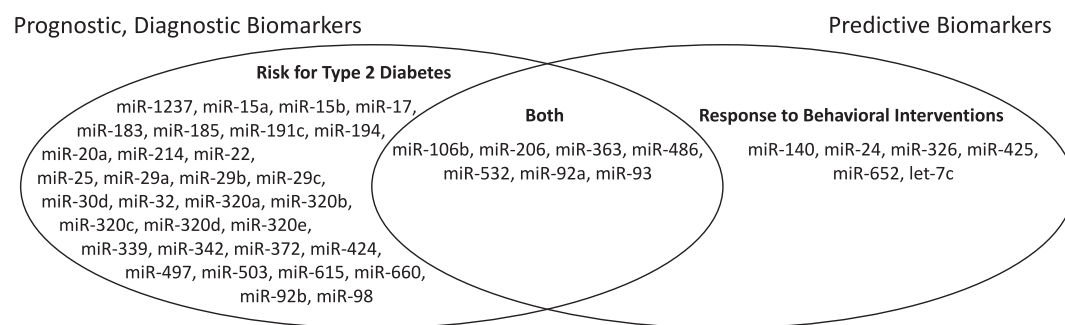 Prognostic, Diagnostic Biomarkers
Predictive Biomarkers
Risk for Type 2 Diabetes
miR-1237, miR-15a, miR-15b, miR-17,
miR-183, miR-185, miR-191c, miR-194,
miR-20a, miR-214, miR-22,
miR-25, miR-29a, miR-29b, miR-29c,
miR-30d, miR-32, miR-320a, miR-320b,
miR-320c, miR-320d, miR-320e,
miR-339, miR-342, miR-372, miR-424,
miR-497, miR-503, miR-615, miR-660,
miR-92b, miR-98
Both
miR-106b, miR-206, miR-363, miR-486,
miR-532, miR-92a, miR-93
Response to Behavioral Interventions
miR-140, miR-24, miR-326, miR-425,
miR-652, let-7c